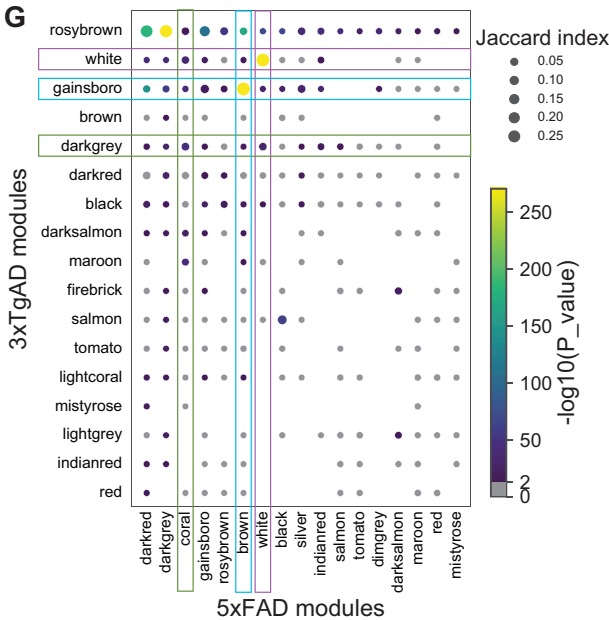 G
rosybrown
white
gainsboro
brown
darkgrey
darkred
black
darksalmon
maroon
firebrick
salmon
tomato
lightcoral
mistyrose
lightgrey
indianred
red
3xTgAD modules
darkred
darkgrey
coral
gainsboro
rosybrown
brown
white
black
silver
indianred
salmon
tomato
dimgrey
darksalmon
maroon
red
mistyrose
5xFAD modules
Jaccard index
0.05
0.10
0.15
0.20
0.25
250
200
150
100
50
2
0
-log10(P_value)